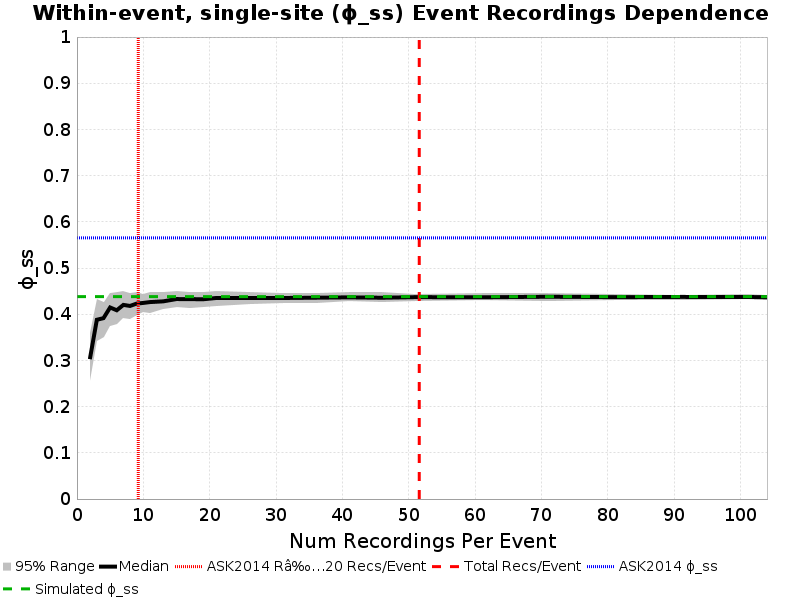 Within-event, single-site (ϕ_ss) Event Recordings Dependence
1
0.9
0.8
0.7
0.6
0.5
0.4
0.3
0.2
0.1
0
ϕ_ss
0 10 20 30 40 50 60 70 80 90 100
Num Recordings Per Event
95% Range Median ASK2014 Râ‰…20 Recs/Event Total Recs/Event ASK2014 ϕ_ss
Simulated ϕ_ss